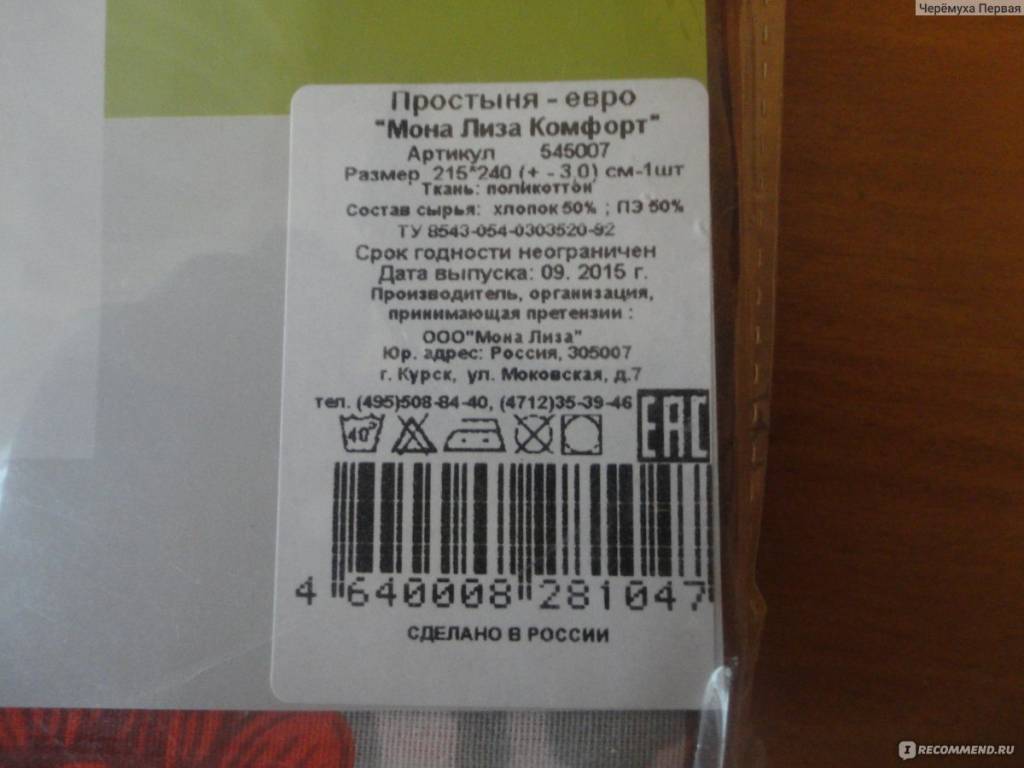 Черёмуха Первая
Простыня - евро
"Мона Лиза Комфорт"
Артикул 545007
Размер 215*240 (+ - 3,0) см-1шт
Ткань: поликоттон
Состав сырья: хлопок 50% ; ПЭ 50%
ТУ 8543-054-0303520-92
Срок годности неограничен
Дата выпуска: 09. 2015 г.
Производитель, организация,
принимающая претензии :
ООО"Мона Лиза"
Юр. адрес: Россия, 305007
г. Курск, ул. Моковская, д.7
тел. (495)508-84-40, (4712)35-39-46
40°
EAC
4 640008 281047
СДЕЛАНО В РОССИИ
IRECOMMEND.RU